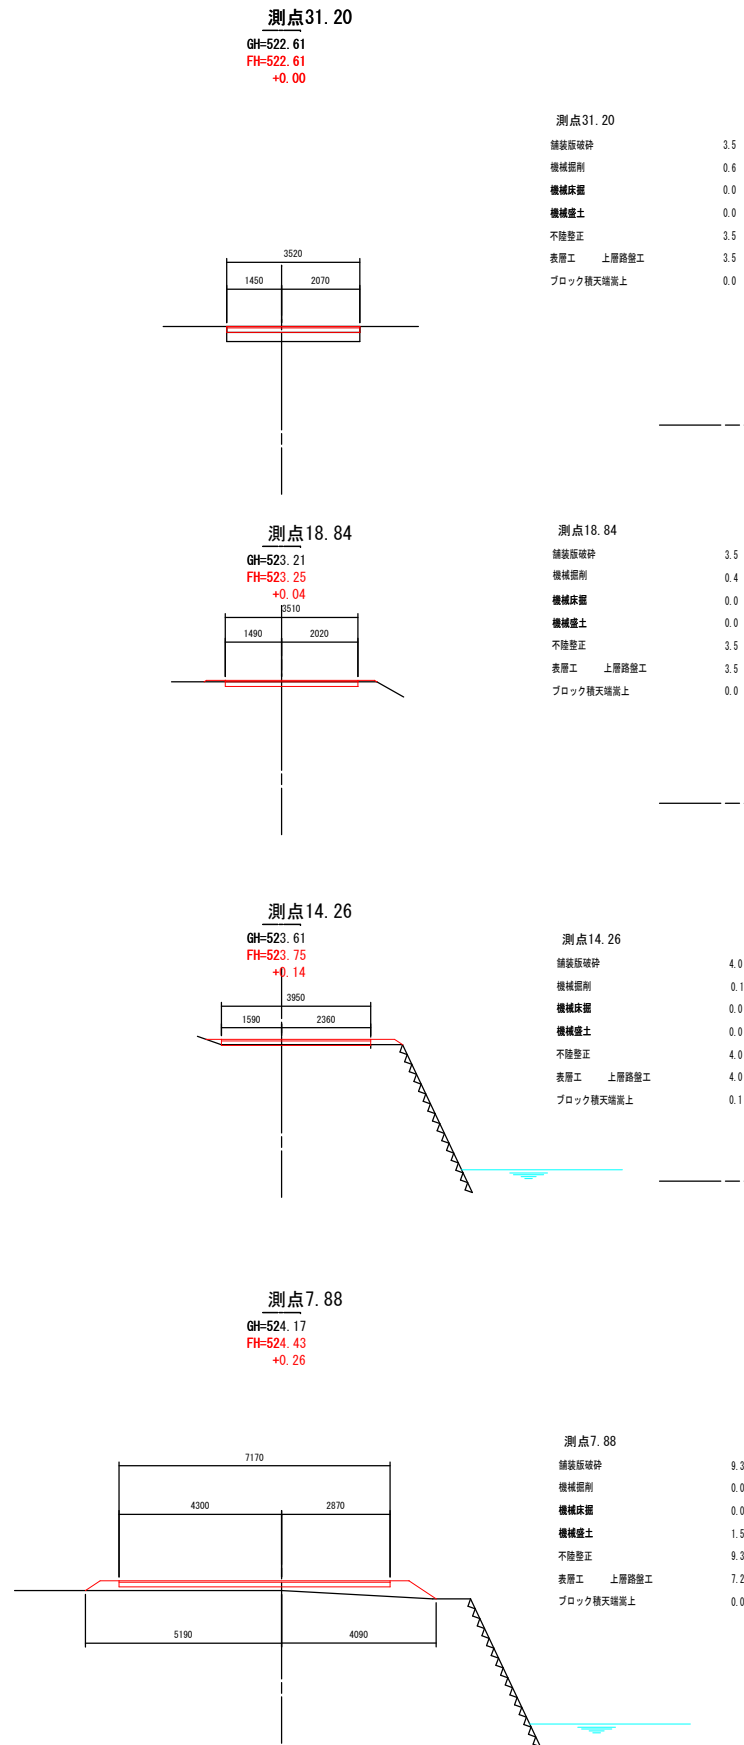 測点31.20
GH=522.61
FH=522.61
+0.00
測点31.20
舗装版破砕 3.5
機械掘削 0.6
機械床掘 0.0
機械盛土 0.0
不陸整正 3.5
表層工 上層路盤工 3.5
ブロック積天端嵩上 0.0
3520
1450 2070
測点18.84
GH=523.21
FH=523.25
+0.04
3510
1490 2020
測点18.84
舗装版破砕 3.5
機械掘削 0.4
機械床掘 0.0
機械盛土 0.0
不陸整正 3.5
表層工 上層路盤工 3.5
ブロック積天端嵩上 0.0
測点14.26
GH=523.61
FH=523.75
+0.14
3950
1590 2360
測点14.26
舗装版破砕 4.0
機械掘削 0.1
機械床掘 0.0
機械盛土 0.0
不陸整正 4.0
表層工 上層路盤工 4.0
ブロック積天端嵩上 0.1
測点7.88
GH=524.17
FH=524.43
+0.26
7170
4300 2870
5190 4090
測点7.88
舗装版破砕 9.3
機械掘削 0.0
機械床掘 0.0
機械盛土 1.5
不陸整正 9.3
表層工 上層路盤工 7.2
ブロック積天端嵩上 0.0